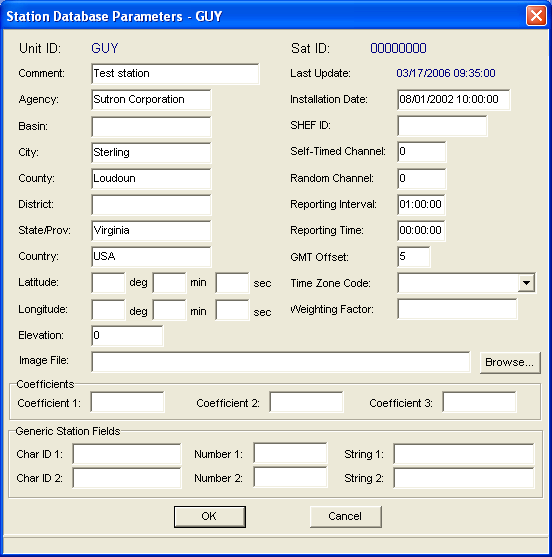 Station Database Parameters - GUY
Unit ID: GUY Sat ID: 00000000
Comment: Test station Last Update: 03/17/2006 09:35:00
Agency: Sutron Corporation Installation Date: 08/01/2002 10:00:00
Basin: SHEF ID:
City: Sterling Self-Timed Channel: 0
County: Loudoun Random Channel: 0
District: Reporting Interval: 01:00:00
State/Prov: Virginia Reporting Time: 00:00:00
Country: USA GMT Offset: 5
Latitude: deg min sec Time Zone Code:
Longitude: deg min sec Weighting Factor:
Elevation: 0
Image File: Browse...
Coefficients
Coefficient 1: Coefficient 2: Coefficient 3:
Generic Station Fields
Char ID 1: Number 1: String 1:
Char ID 2: Number 2: String 2:
OK Cancel